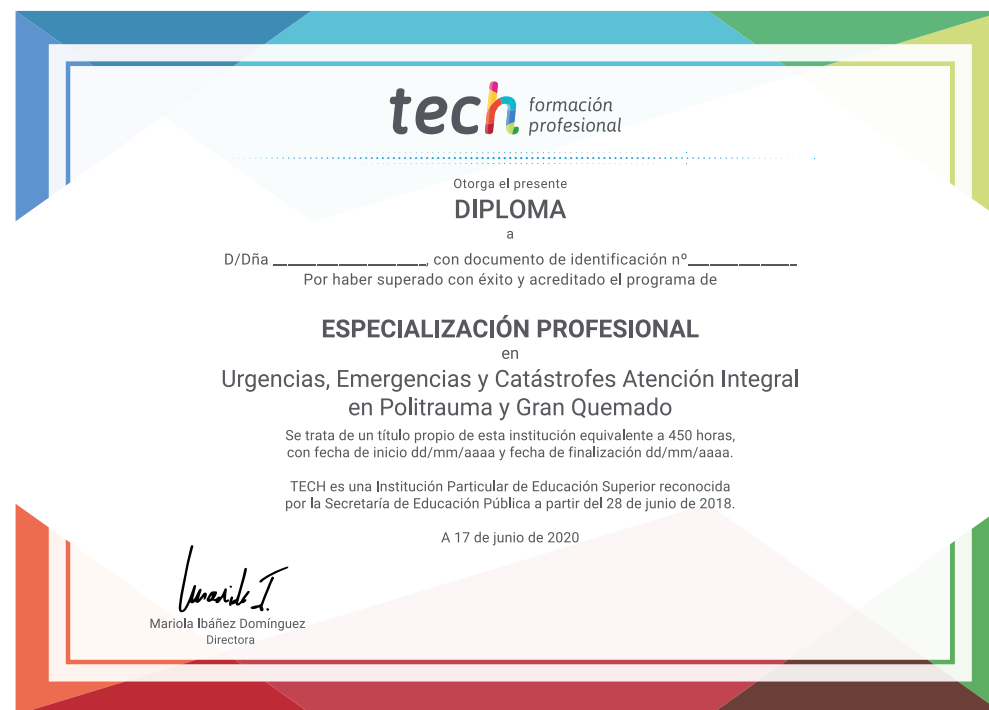 tech formación
profesional
Otorga el presente
DIPLOMA
a
D/Dña ____________________, con documento de identificación nº______________
Por haber superado con éxito y acreditado el programa de
ESPECIALIZACIÓN PROFESIONAL
en
Urgencias, Emergencias y Catástrofes Atención Integral
en Politrauma y Gran Quemado
Se trata de un título propio de esta institución equivalente a 450 horas,
con fecha de inicio dd/mm/aaaa y fecha de finalización dd/mm/aaaa.
TECH es una Institución Particular de Educación Superior reconocida
por la Secretaría de Educación Pública a partir del 28 de junio de 2018.
A 17 de junio de 2020
Mariola Ibáñez Domínguez
Directora